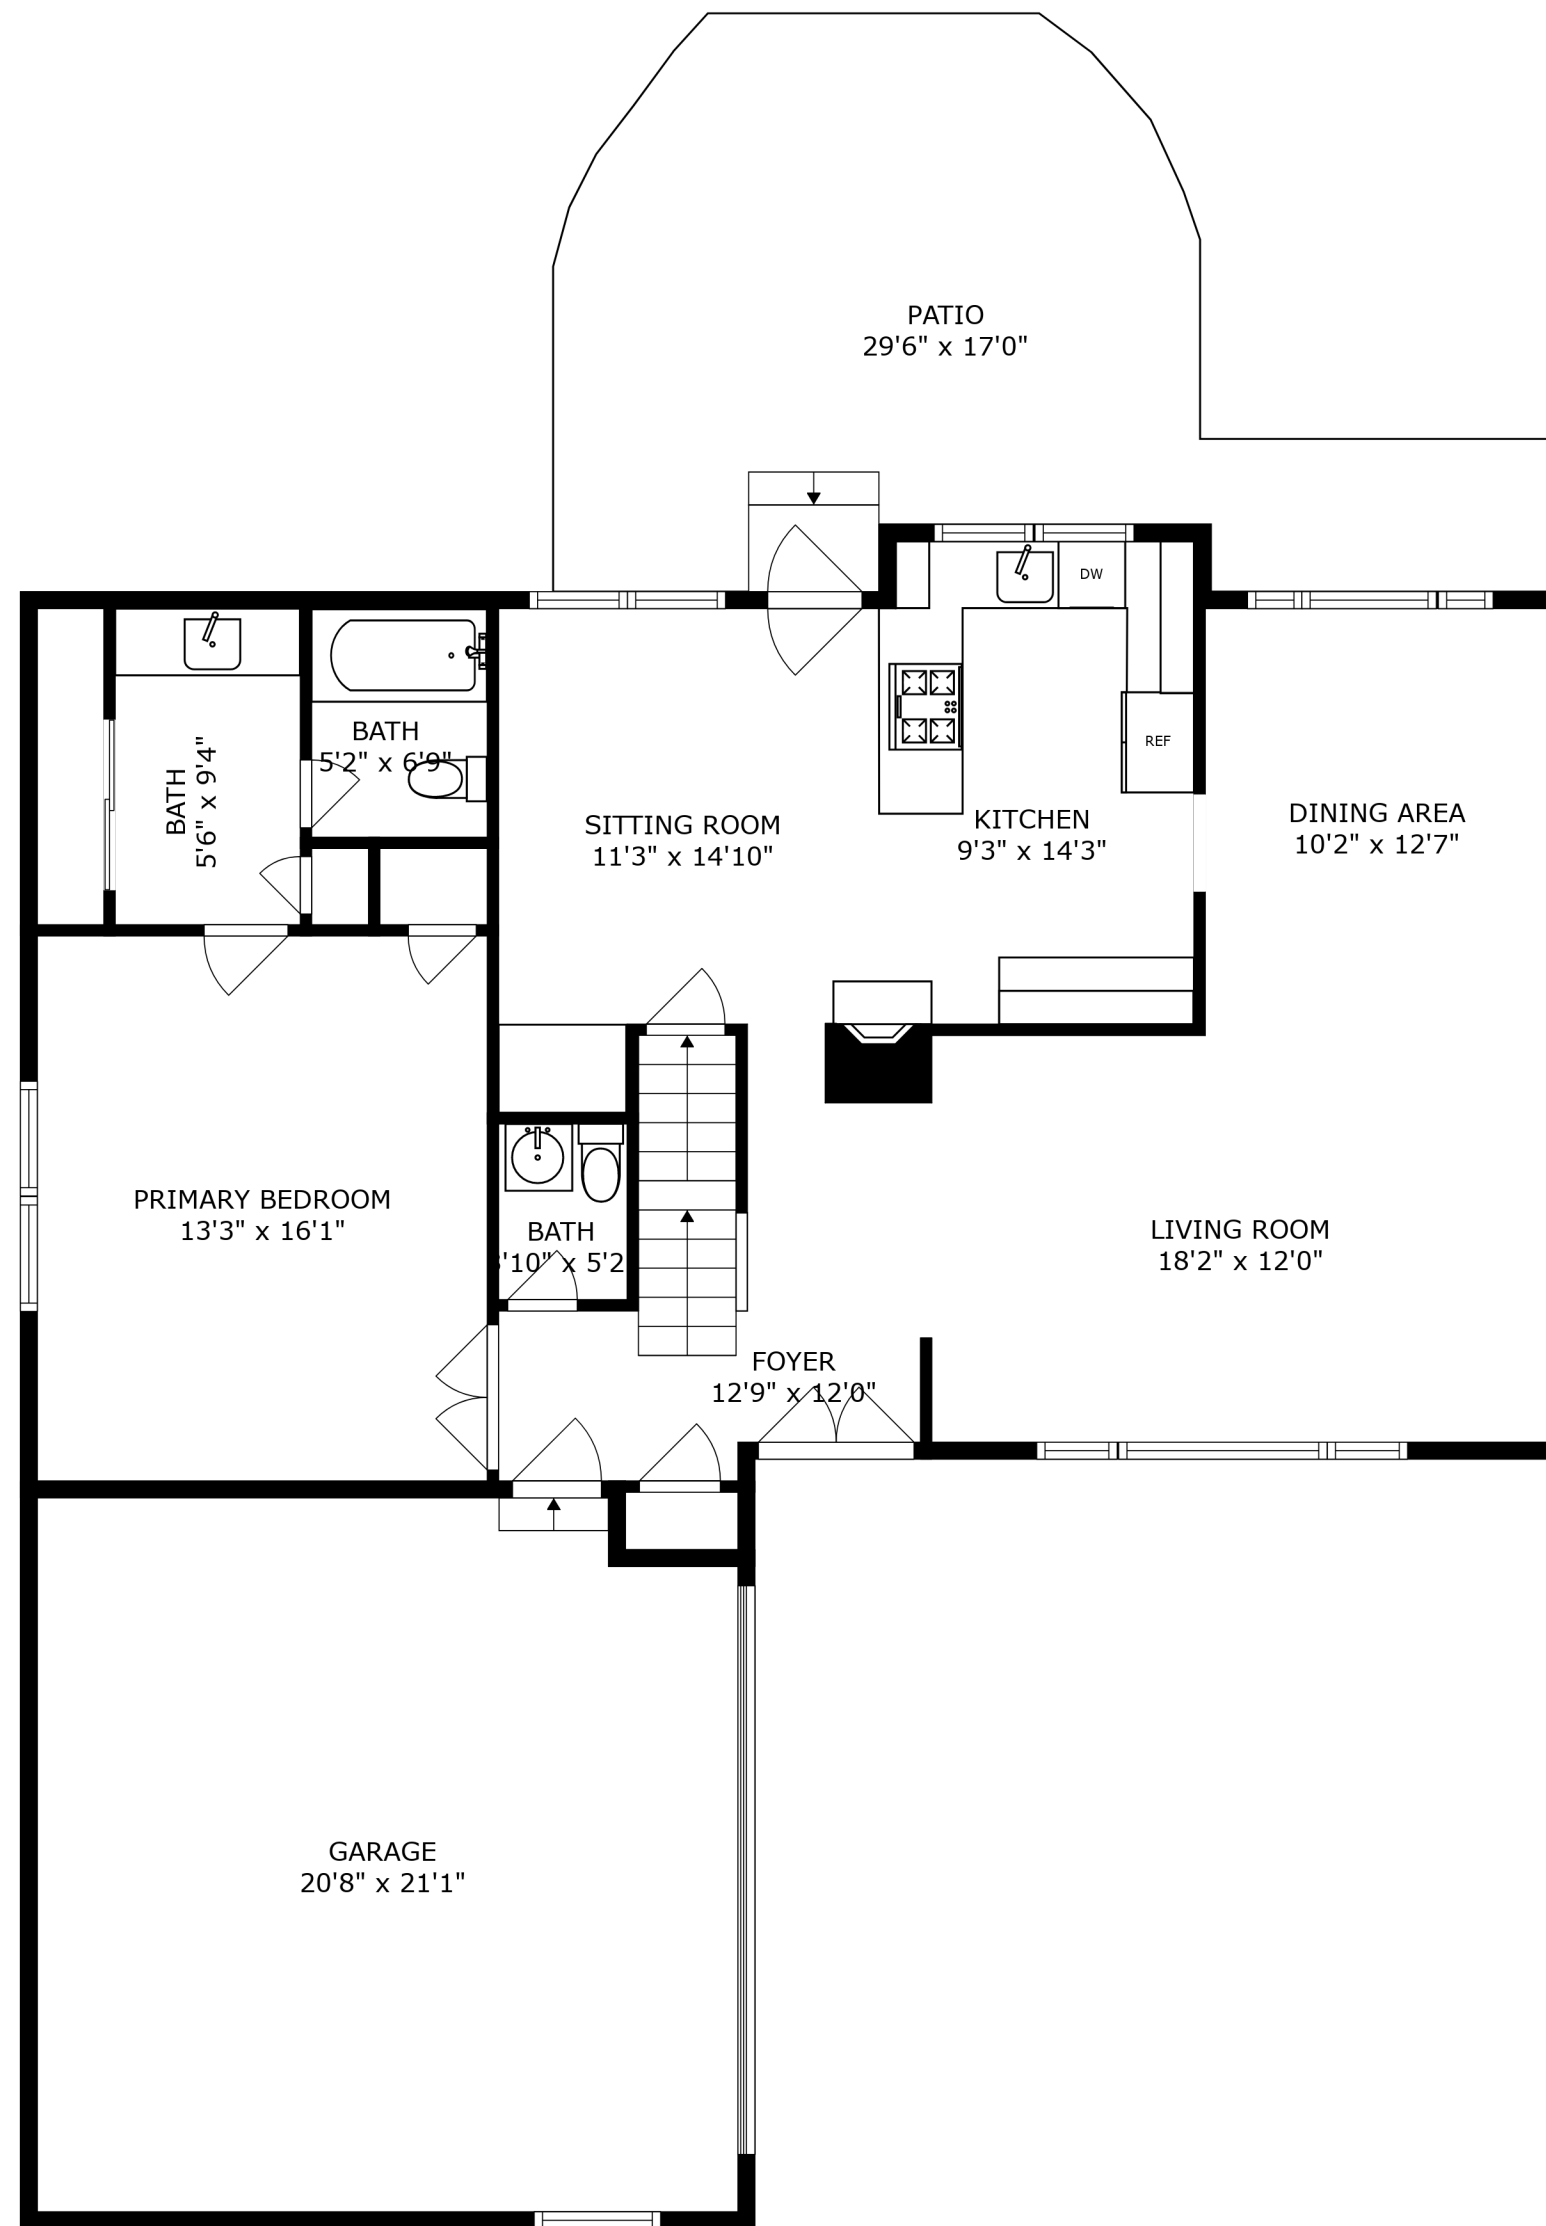 PATIO
29'6" x 17'0"
DW
REF
BATH
5'2" x 6'9"
BATH
5'6" x 9'4"
SITTING ROOM
11'3" x 14'10"
KITCHEN
9'3" x 14'3"
DINING AREA
10'2" x 12'7"
PRIMARY BEDROOM
13'3" x 16'1"
BATH
'10" x 5'2
LIVING ROOM
18'2" x 12'0"
FOYER
12'9" x 12'0"
GARAGE
20'8" x 21'1"